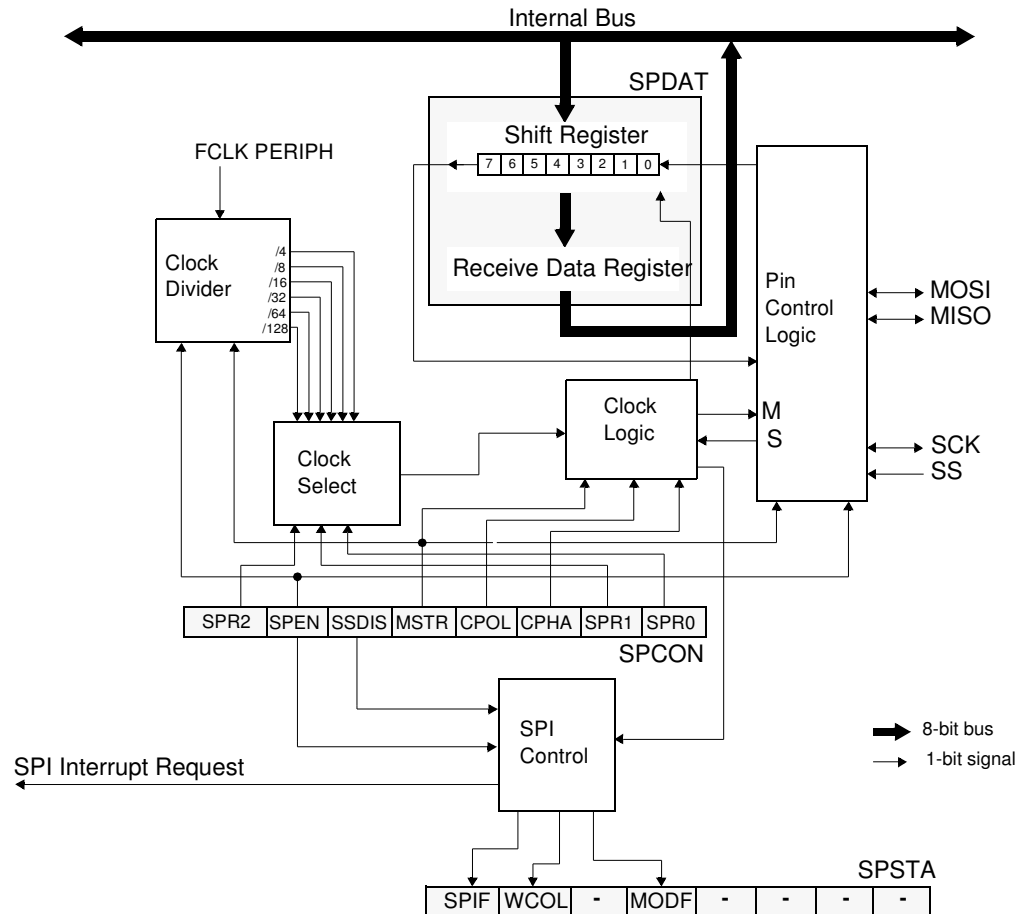 Internal Bus
SPDAT
Shift Register
7 6 5 4 3 2 1 0
FCLK PERIPH
Clock
Divider
/4
/8
/16
/32
/64
/128
Receive Data Register
Pin
Control
Logic
MOSI
MISO
Clock
Logic
M
S
SCK
SS
Clock
Select
SPR2 SPEN SSDIS MSTR CPOL CPHA SPR1 SPR0
SPCON
SPI
Control
8-bit bus
1-bit signal
SPI Interrupt Request
SPSTA
SPIF WCOL - MODF - - - -